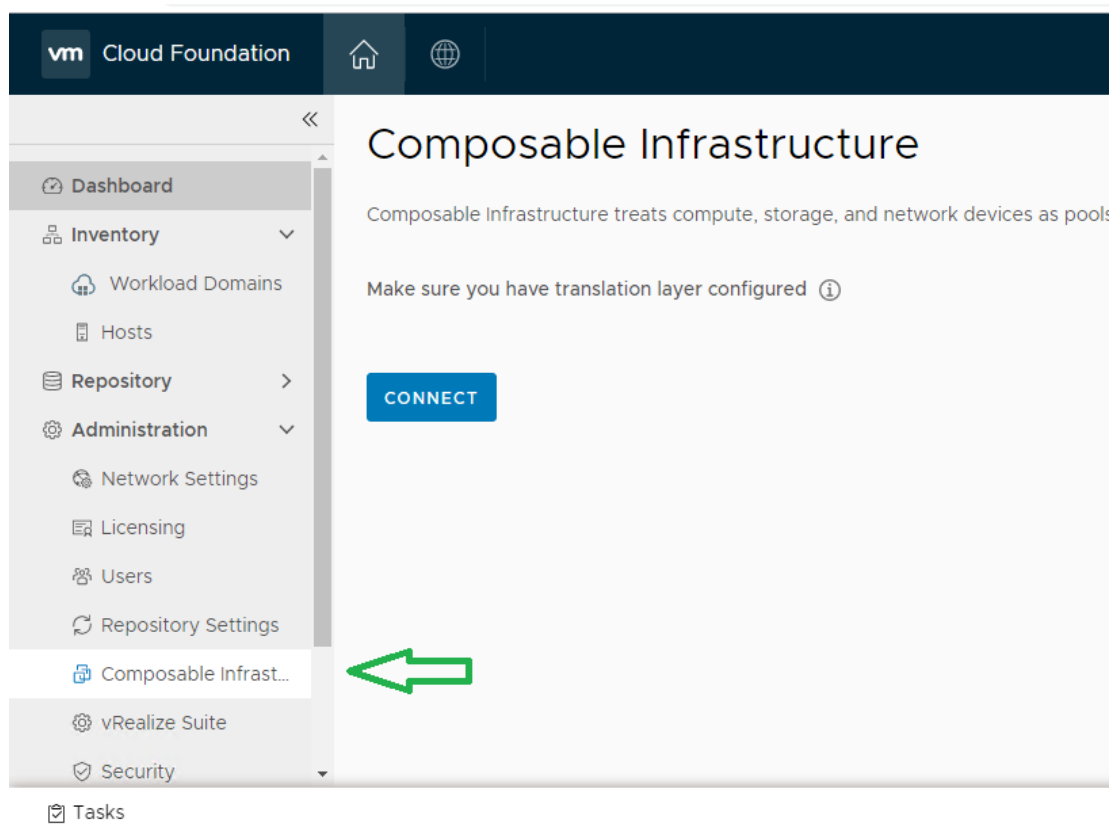 vm Cloud Foundation
Composable Infrastructure
Composable Infrastructure treats compute, storage, and network devices as pools
Make sure you have translation layer configured
CONNECT
Dashboard
Inventory
Workload Domains
Hosts
Repository
Administration
Network Settings
Licensing
Users
Repository Settings
Composable Infrast...
vRealize Suite
Security
Tasks